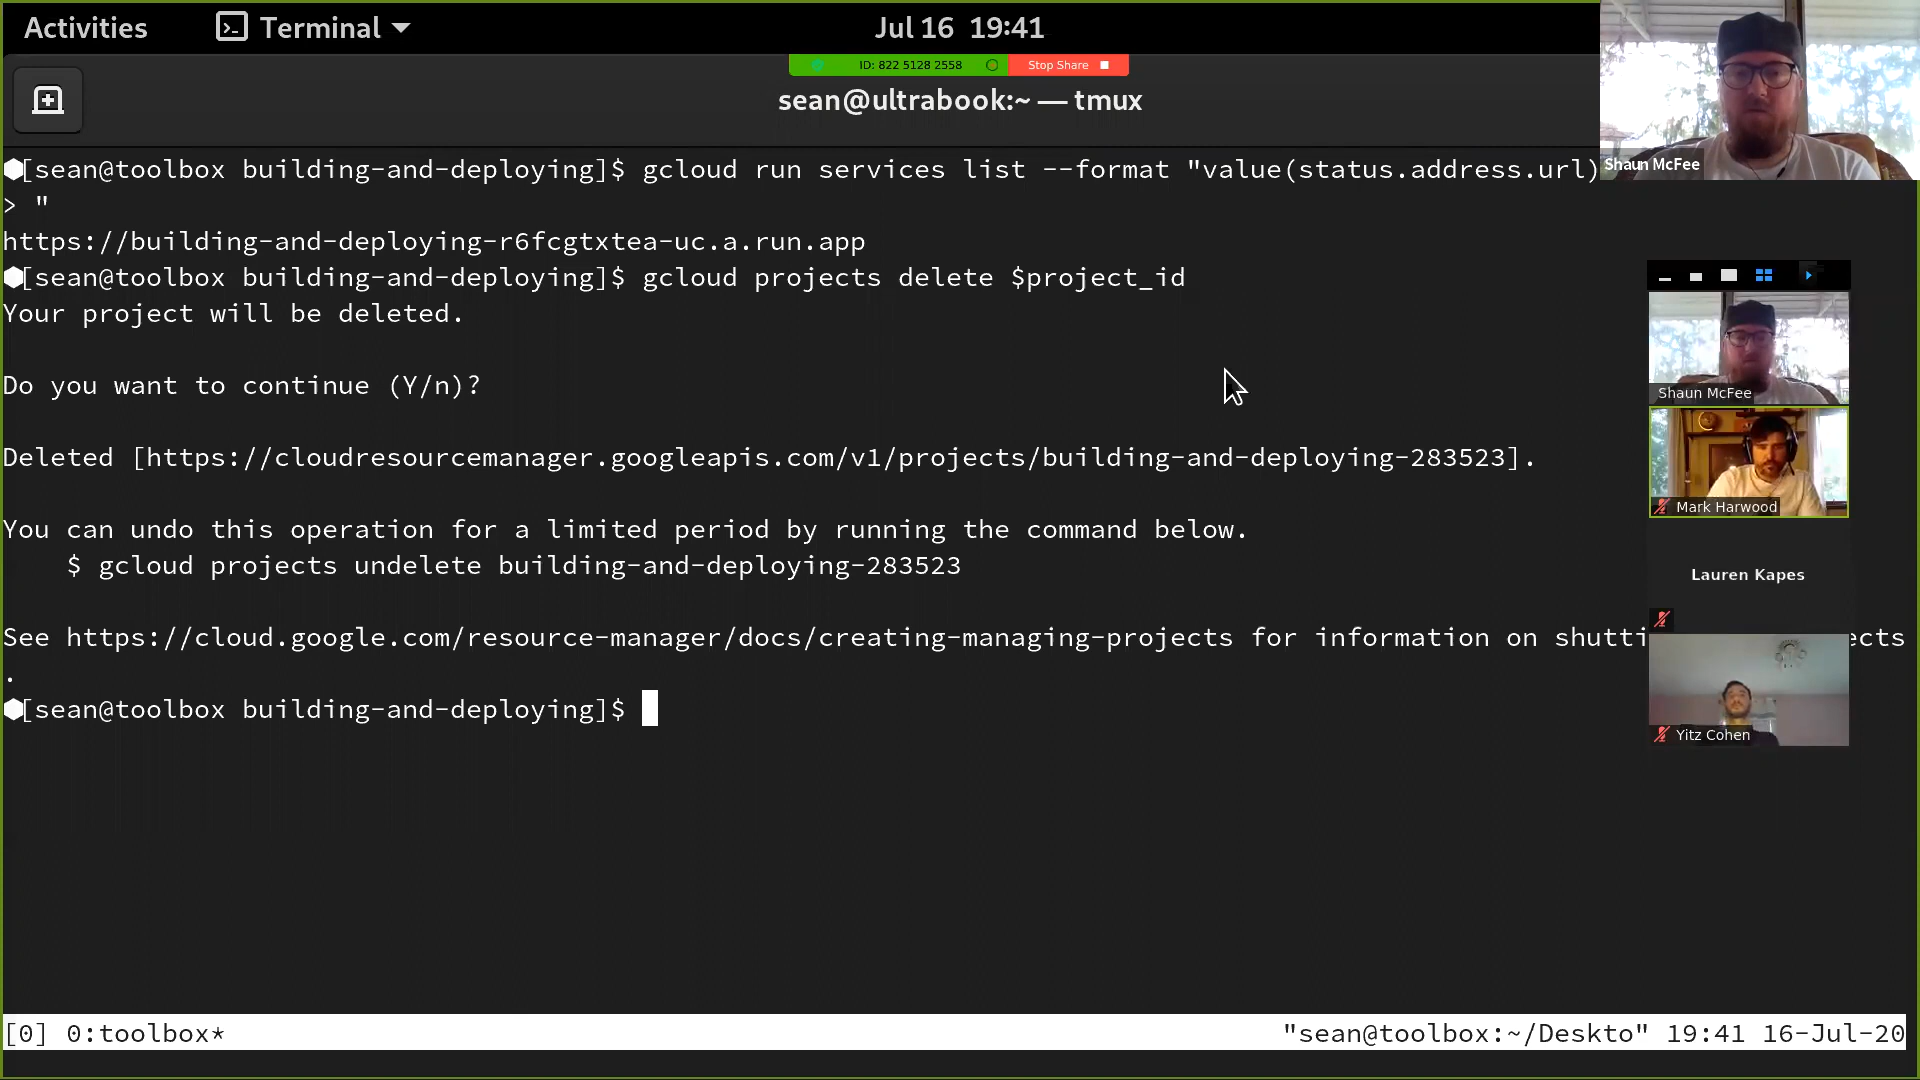 Activities Terminal Jul 16 19:41
ID: 822 5128 2558 Stop Share
sean@ultrabook:~ — tmux
Shaun McFee
[sean@toolbox building-and-deploying]$ gcloud run services list --format "value(status.address.url)
> "
https://building-and-deploying-r6fcgtxtea-uc.a.run.app
[sean@toolbox building-and-deploying]$ gcloud projects delete $project_id
Your project will be deleted.
Do you want to continue (Y/n)?
Shaun McFee
Deleted [https://cloudresourcemanager.googleapis.com/v1/projects/building-and-deploying-283523].
Mark Harwood
You can undo this operation for a limited period by running the command below.
$ gcloud projects undelete building-and-deploying-283523
Lauren Kapes
See https://cloud.google.com/resource-manager/docs/creating-managing-projects for information on shutti ects
.
[sean@toolbox building-and-deploying]$
Yitz Cohen
[0] 0:toolbox* "sean@toolbox:~/Deskto" 19:41 16-Jul-20